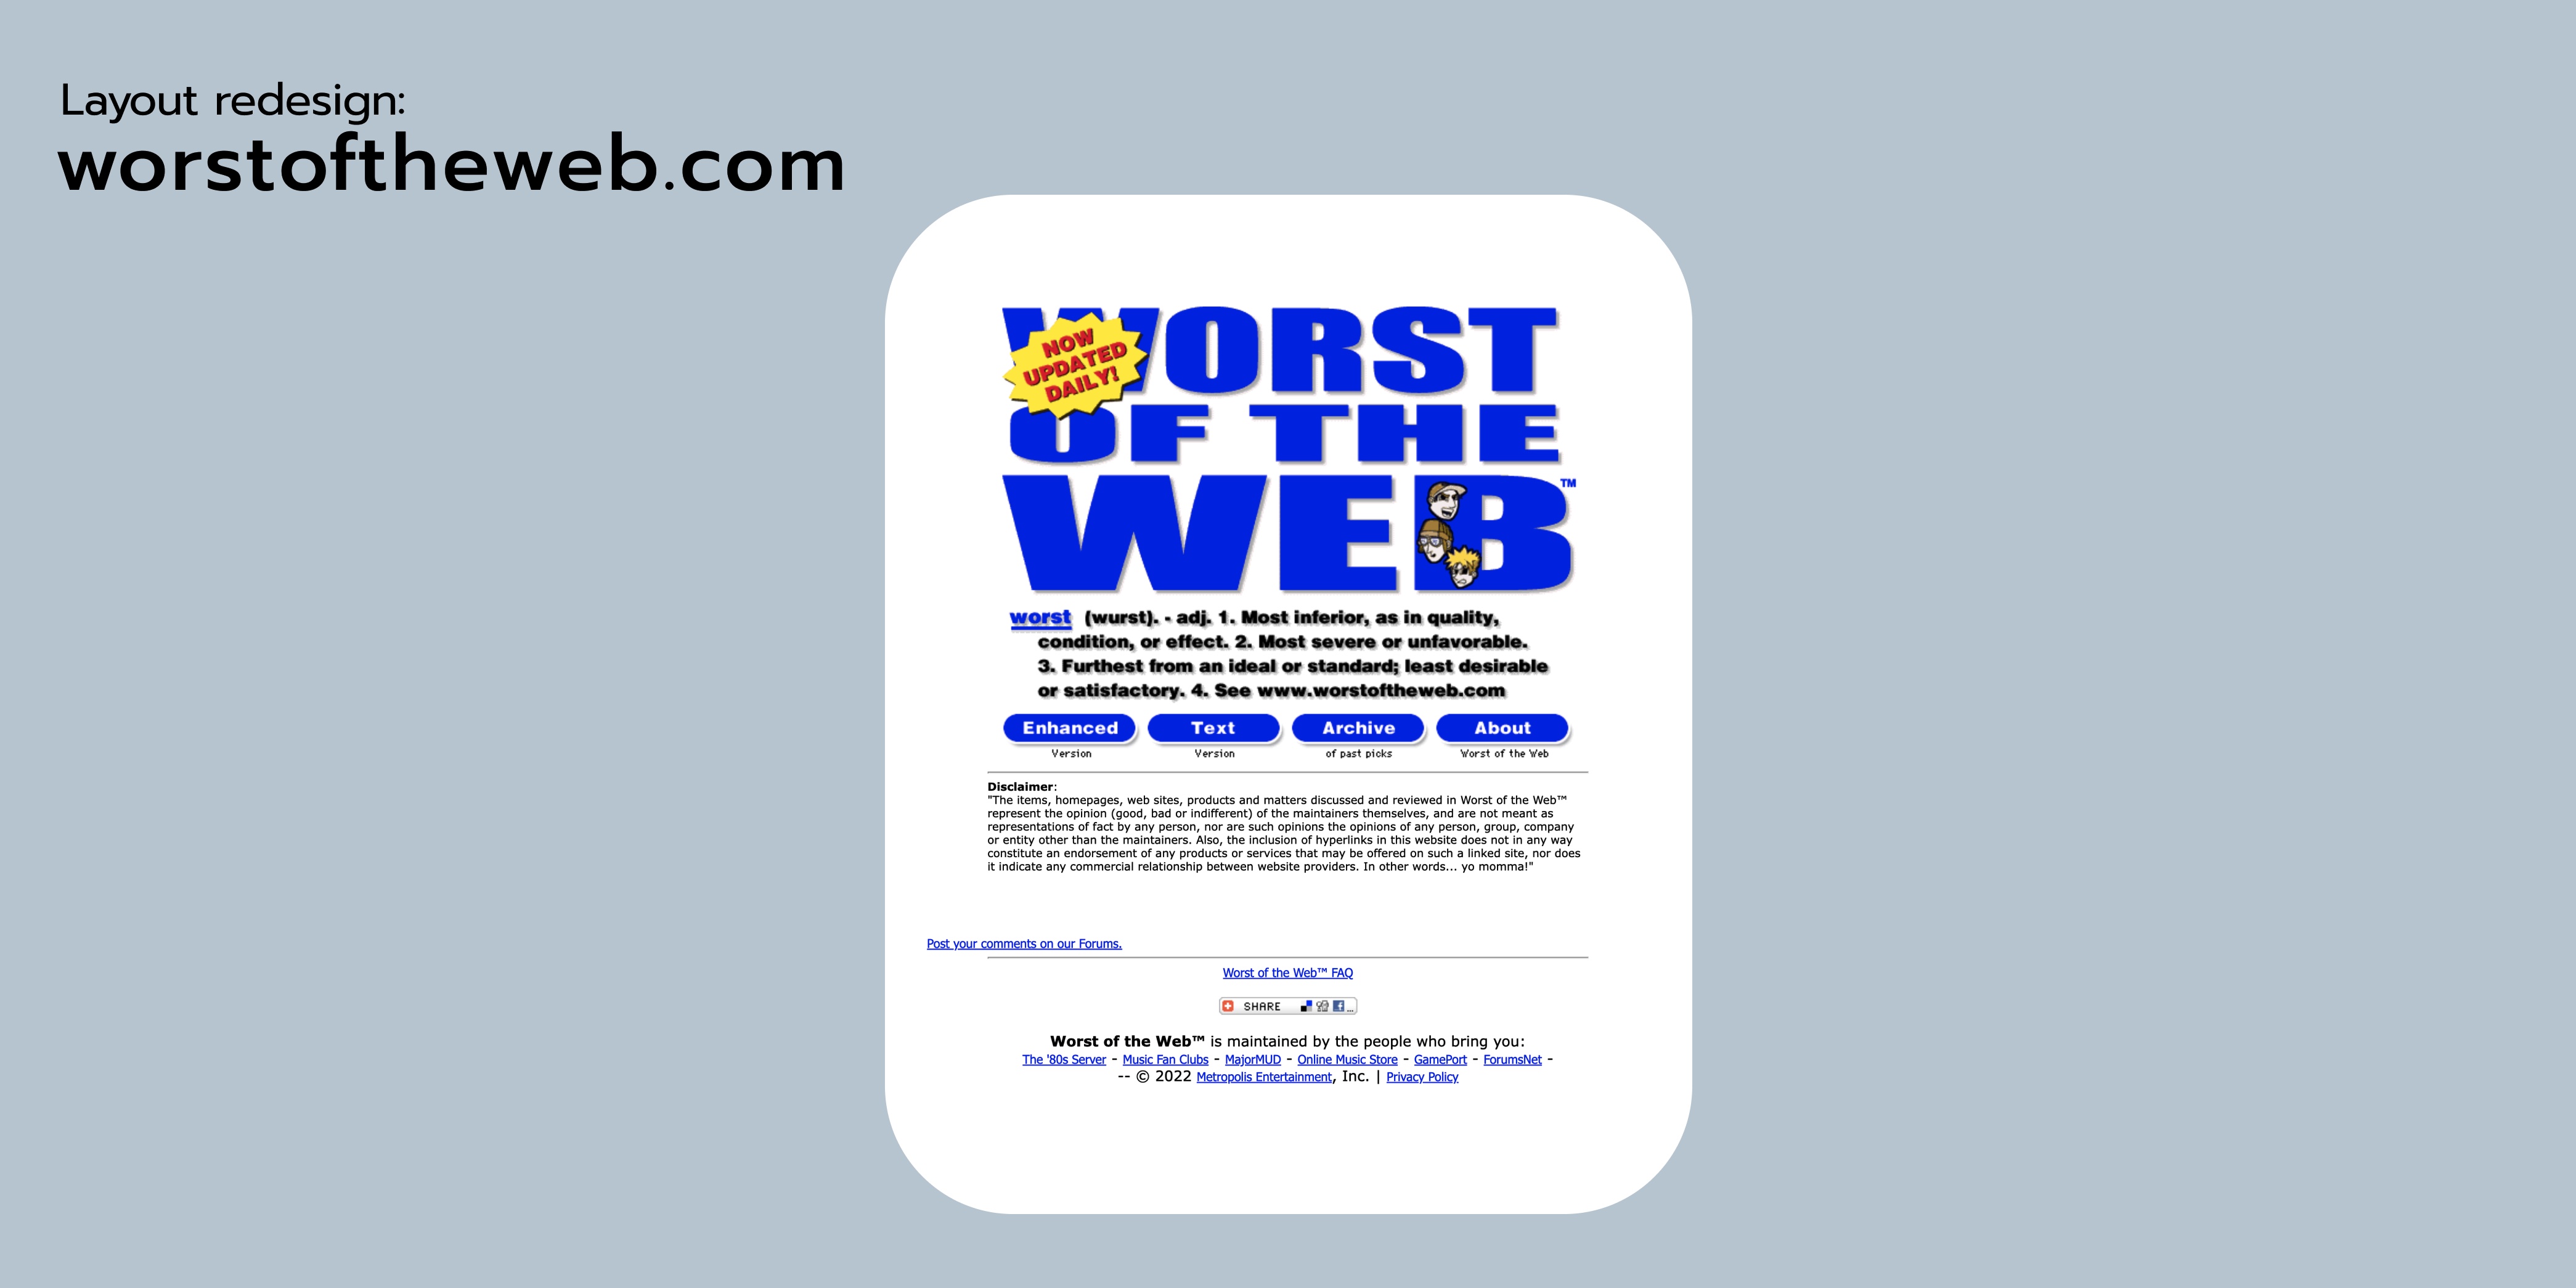 Layout redesign:
worstoftheweb.com
WORST
NOW
UPDATED
DAILY!
OF THE
WEB™
worst (wurst). - adj. 1. Most inferior, as in quality,
condition, or effect. 2. Most severe or unfavorable.
3. Furthest from an ideal or standard; least desirable
or satisfactory. 4. See www.worstoftheweb.com
Enhanced Text Archive About
Version Version of past picks Worst of the Web
Disclaimer:
"The items, homepages, web sites, products and matters discussed and reviewed in Worst of the Web™
represent the opinion (good, bad or indifferent) of the maintainers themselves, and are not meant as
representations of fact by any person, nor are such opinions the opinions of any person, group, company
or entity other than the maintainers. Also, the inclusion of hyperlinks in this website does not in any way
constitute an endorsement of any products or services that may be offered on such a linked site, nor does
it indicate any commercial relationship between website providers. In other words... yo momma!"
Post your comments on our Forums.
Worst of the Web™ FAQ
SHARE ...
Worst of the Web™ is maintained by the people who bring you:
The '80s Server - Music Fan Clubs - MajorMUD - Online Music Store - GamePort - ForumsNet -
-- © 2022 Metropolis Entertainment, Inc. | Privacy Policy